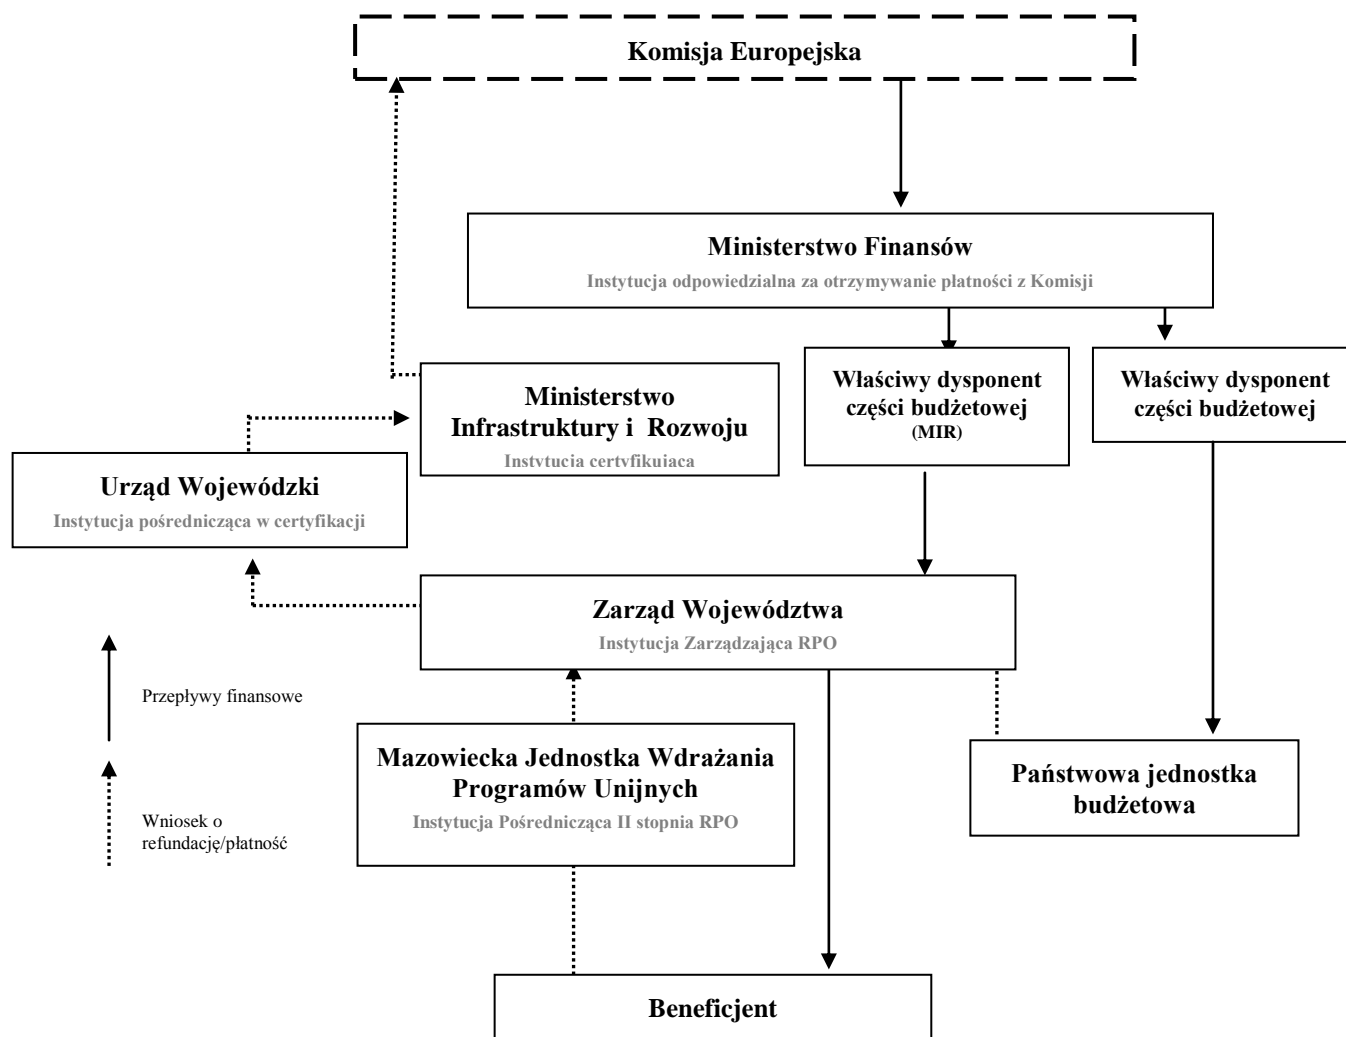 Komisja Europejska
Ministerstwo Finansów
Instytucja odpowiedzialna za otrzymywanie płatności z Komisji
Właściwy dysponent
części budżetowej
(MIR)
Właściwy dysponent
części budżetowej
Ministerstwo
Infrastruktury i Rozwoju
Instytucja certyfikująca
Urząd Wojewódzki
Instytucja pośrednicząca w certyfikacji
Zarząd Województwa
Instytucja Zarządzająca RPO
Przepływy finansowe
Mazowiecka Jednostka Wdrażania
Programów Unijnych
Instytucja Pośrednicząca II stopnia RPO
Państwowa jednostka
budżetowa
Wniosek o
refundację/płatność
Beneficjent